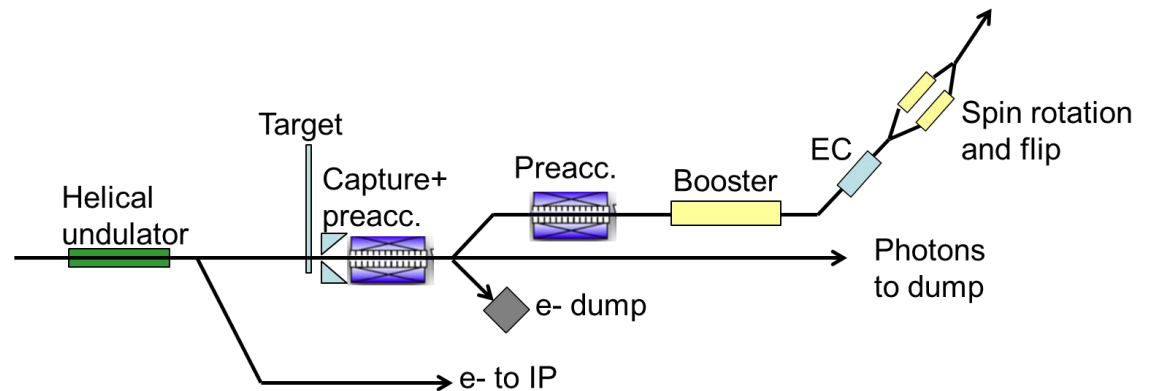 Target
Helical
undulator
Capture+
preacc.
Preacc.
Booster
EC
Spin rotation
and flip
Photons
to dump
e- dump
e- to IP